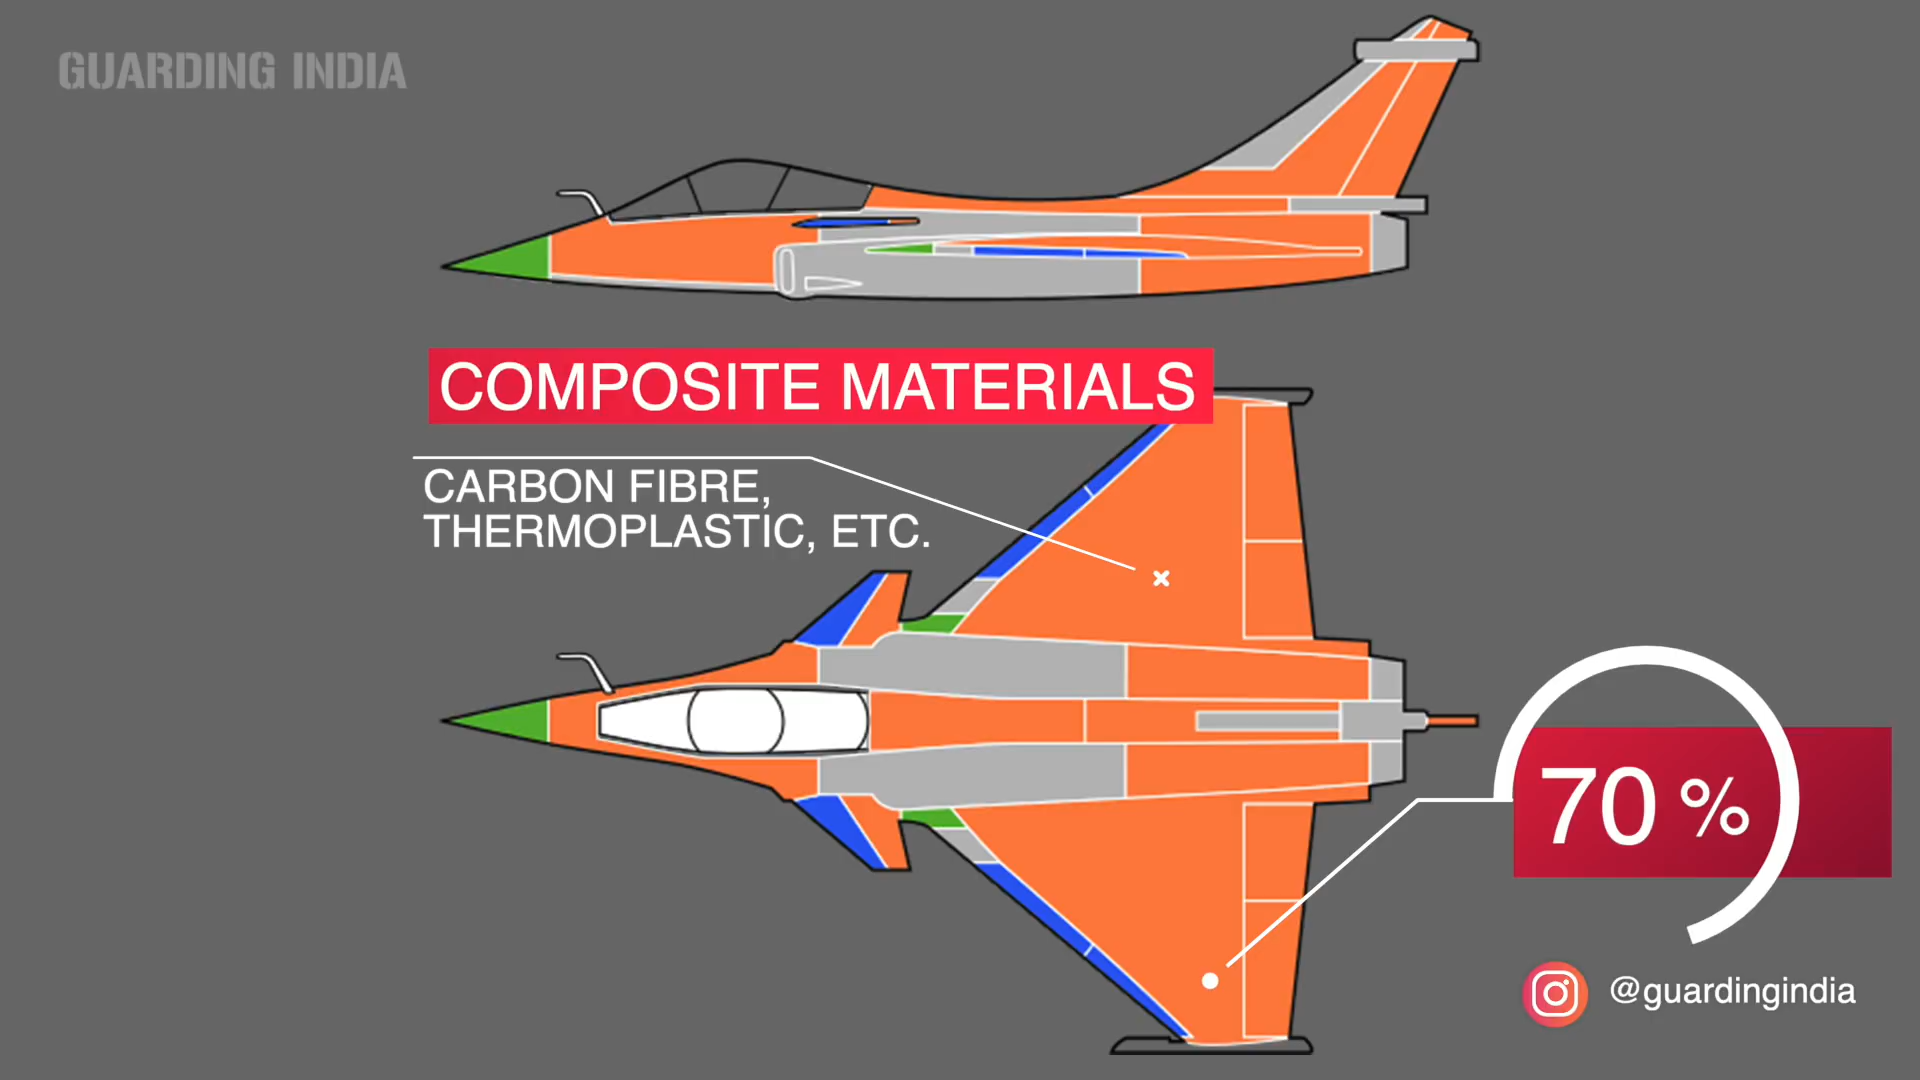 GUARDING INDIA
COMPOSITE MATERIALS
CARBON FIBRE,
THERMOPLASTIC, ETC.
70 %
@guardingindia